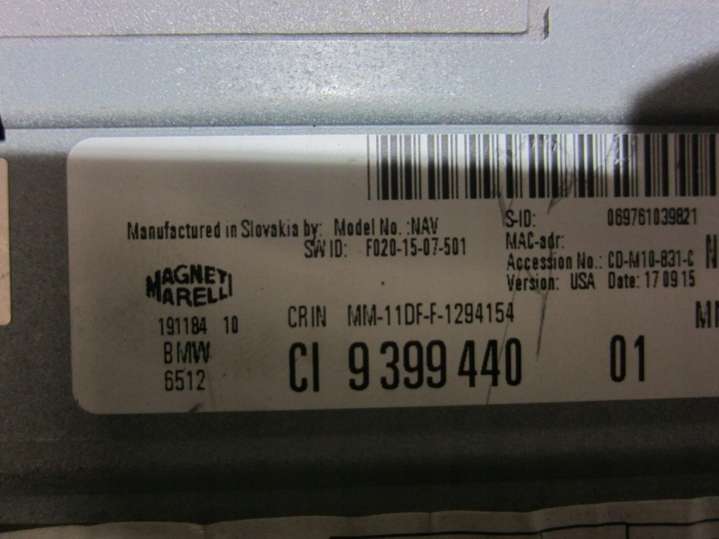 Manufactured in Slovakia by: Model No. :NAV
SW ID: F020-15-07-501
S-ID: 069761039821
MAC-adr:
Accession No.: CD-M10-831-C
Version: USA Date: 17 09 15
MAGNETI
MARELLI
191184 10
BMW
6512
CRIN MM-11DF-F-1294154
CI 9 399 440 01